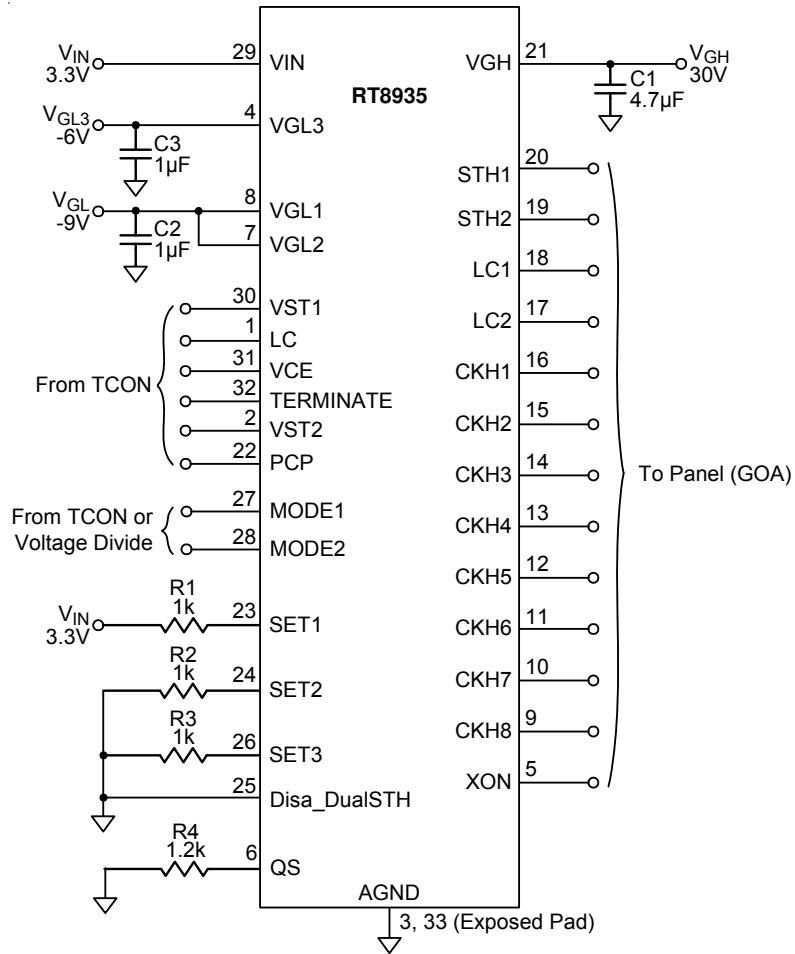 RT8935
VIN
3.3V
29
VIN
VGL3
-6V
4
VGL3
C3
1µF
VGL
-9V
8
VGL1
7
VGL2
C2
1µF
From TCON
30
VST1
1
LC
31
VCE
32
TERMINATE
2
VST2
22
PCP
From TCON or
Voltage Divide
27
MODE1
28
MODE2
VIN
3.3V
R1
1k
23
SET1
R2
1k
24
SET2
R3
1k
26
SET3
25
Disa_DualSTH
R4
1.2k
6
QS
AGND
3, 33 (Exposed Pad)
VGH
21
VGH
30V
C1
4.7µF
STH1
20
STH2
19
LC1
18
LC2
17
CKH1
16
CKH2
15
CKH3
14
CKH4
13
CKH5
12
CKH6
11
CKH7
10
CKH8
9
XON
5
To Panel (GOA)